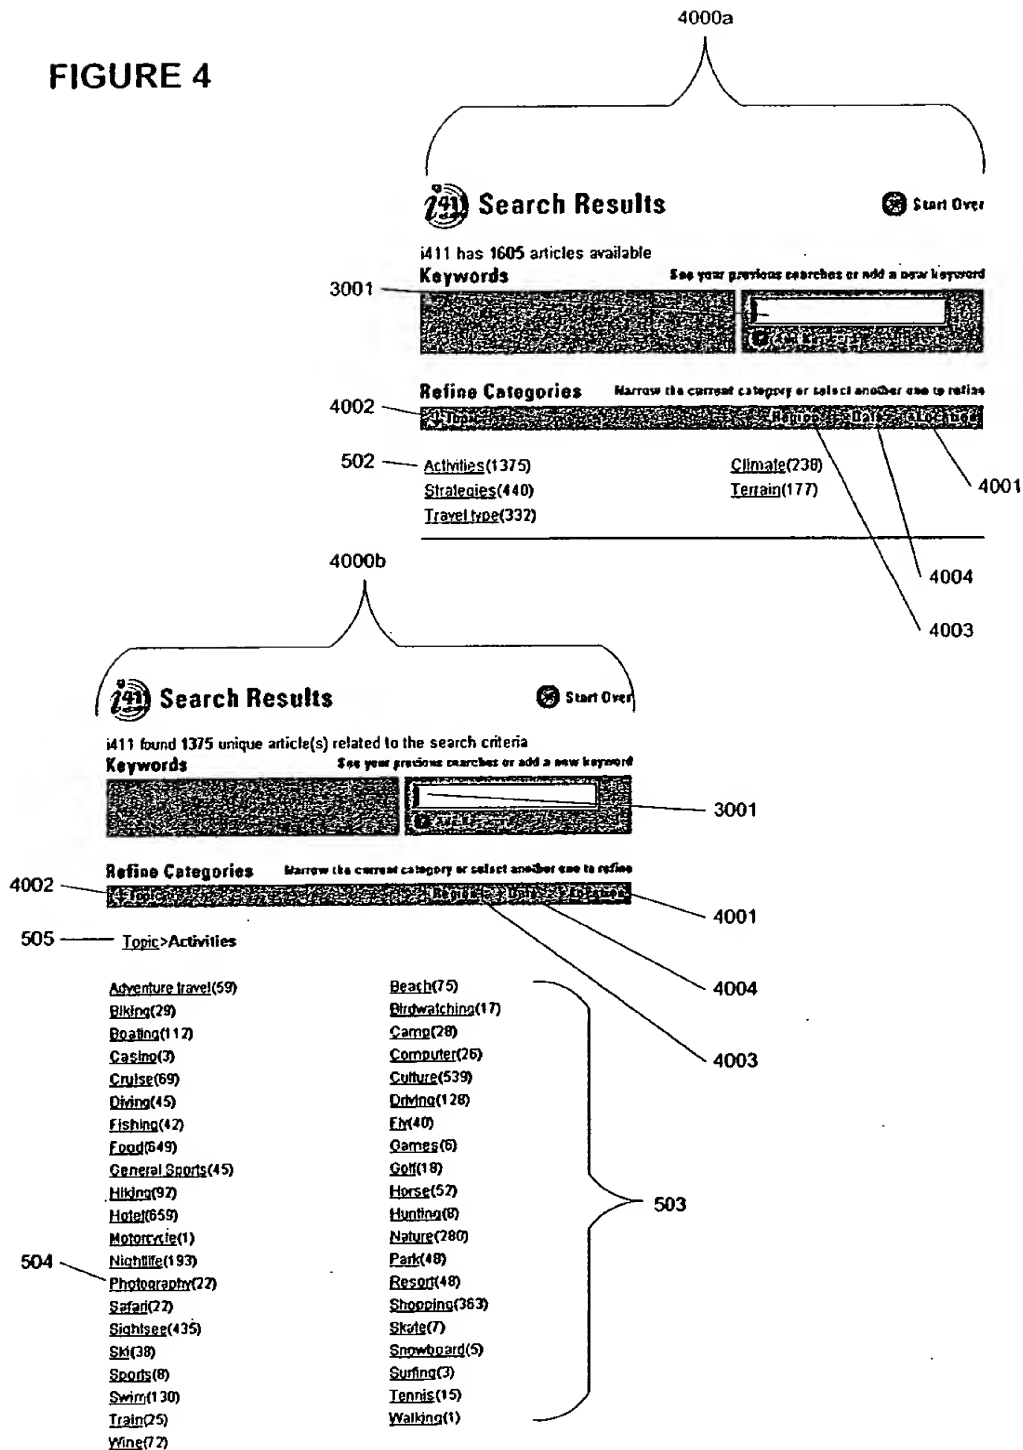 4000a
FIGURE 4
i411 Search Results Start Over
i411 has 1605 articles available
Keywords See your previous searches or add a new keyword
3001
Refine Categories Narrow the current category or select another one to refine
4002 Topic Region Date Location
502 Activities(1375) Climate(238)
4001
Strategies(440) Terrain(177)
Travel type(332)
4000b
4004
4003
i411 Search Results Start Over
i411 found 1375 unique article(s) related to the search criteria
Keywords See your previous searches or add a new keyword
3001
Refine Categories Narrow the current category or select another one to refine
4002 Topic Region Date Location
4001
505 Topic>Activities
Adventure travel(59) Beach(75)
4004
Biking(29) Birdwatching(17)
Boating(112) Camp(28)
Casino(3) Computer(26)
4003
Cruise(69) Culture(539)
Diving(45) Driving(128)
Fishing(42) Fly(40)
Food(649) Games(6)
General Sports(45) Golf(18)
Hiking(92) Horse(52)
503
Hotel(659) Hunting(8)
Motorcycle(1) Nature(280)
504 Nightlife(193) Park(48)
Photography(22) Resort(48)
Safari(22) Shopping(363)
Sightsee(435) Skate(7)
Ski(38) Snowboard(5)
Sports(8) Surfing(3)
Swim(130) Tennis(15)
Train(25) Walking(1)
Wine(72)